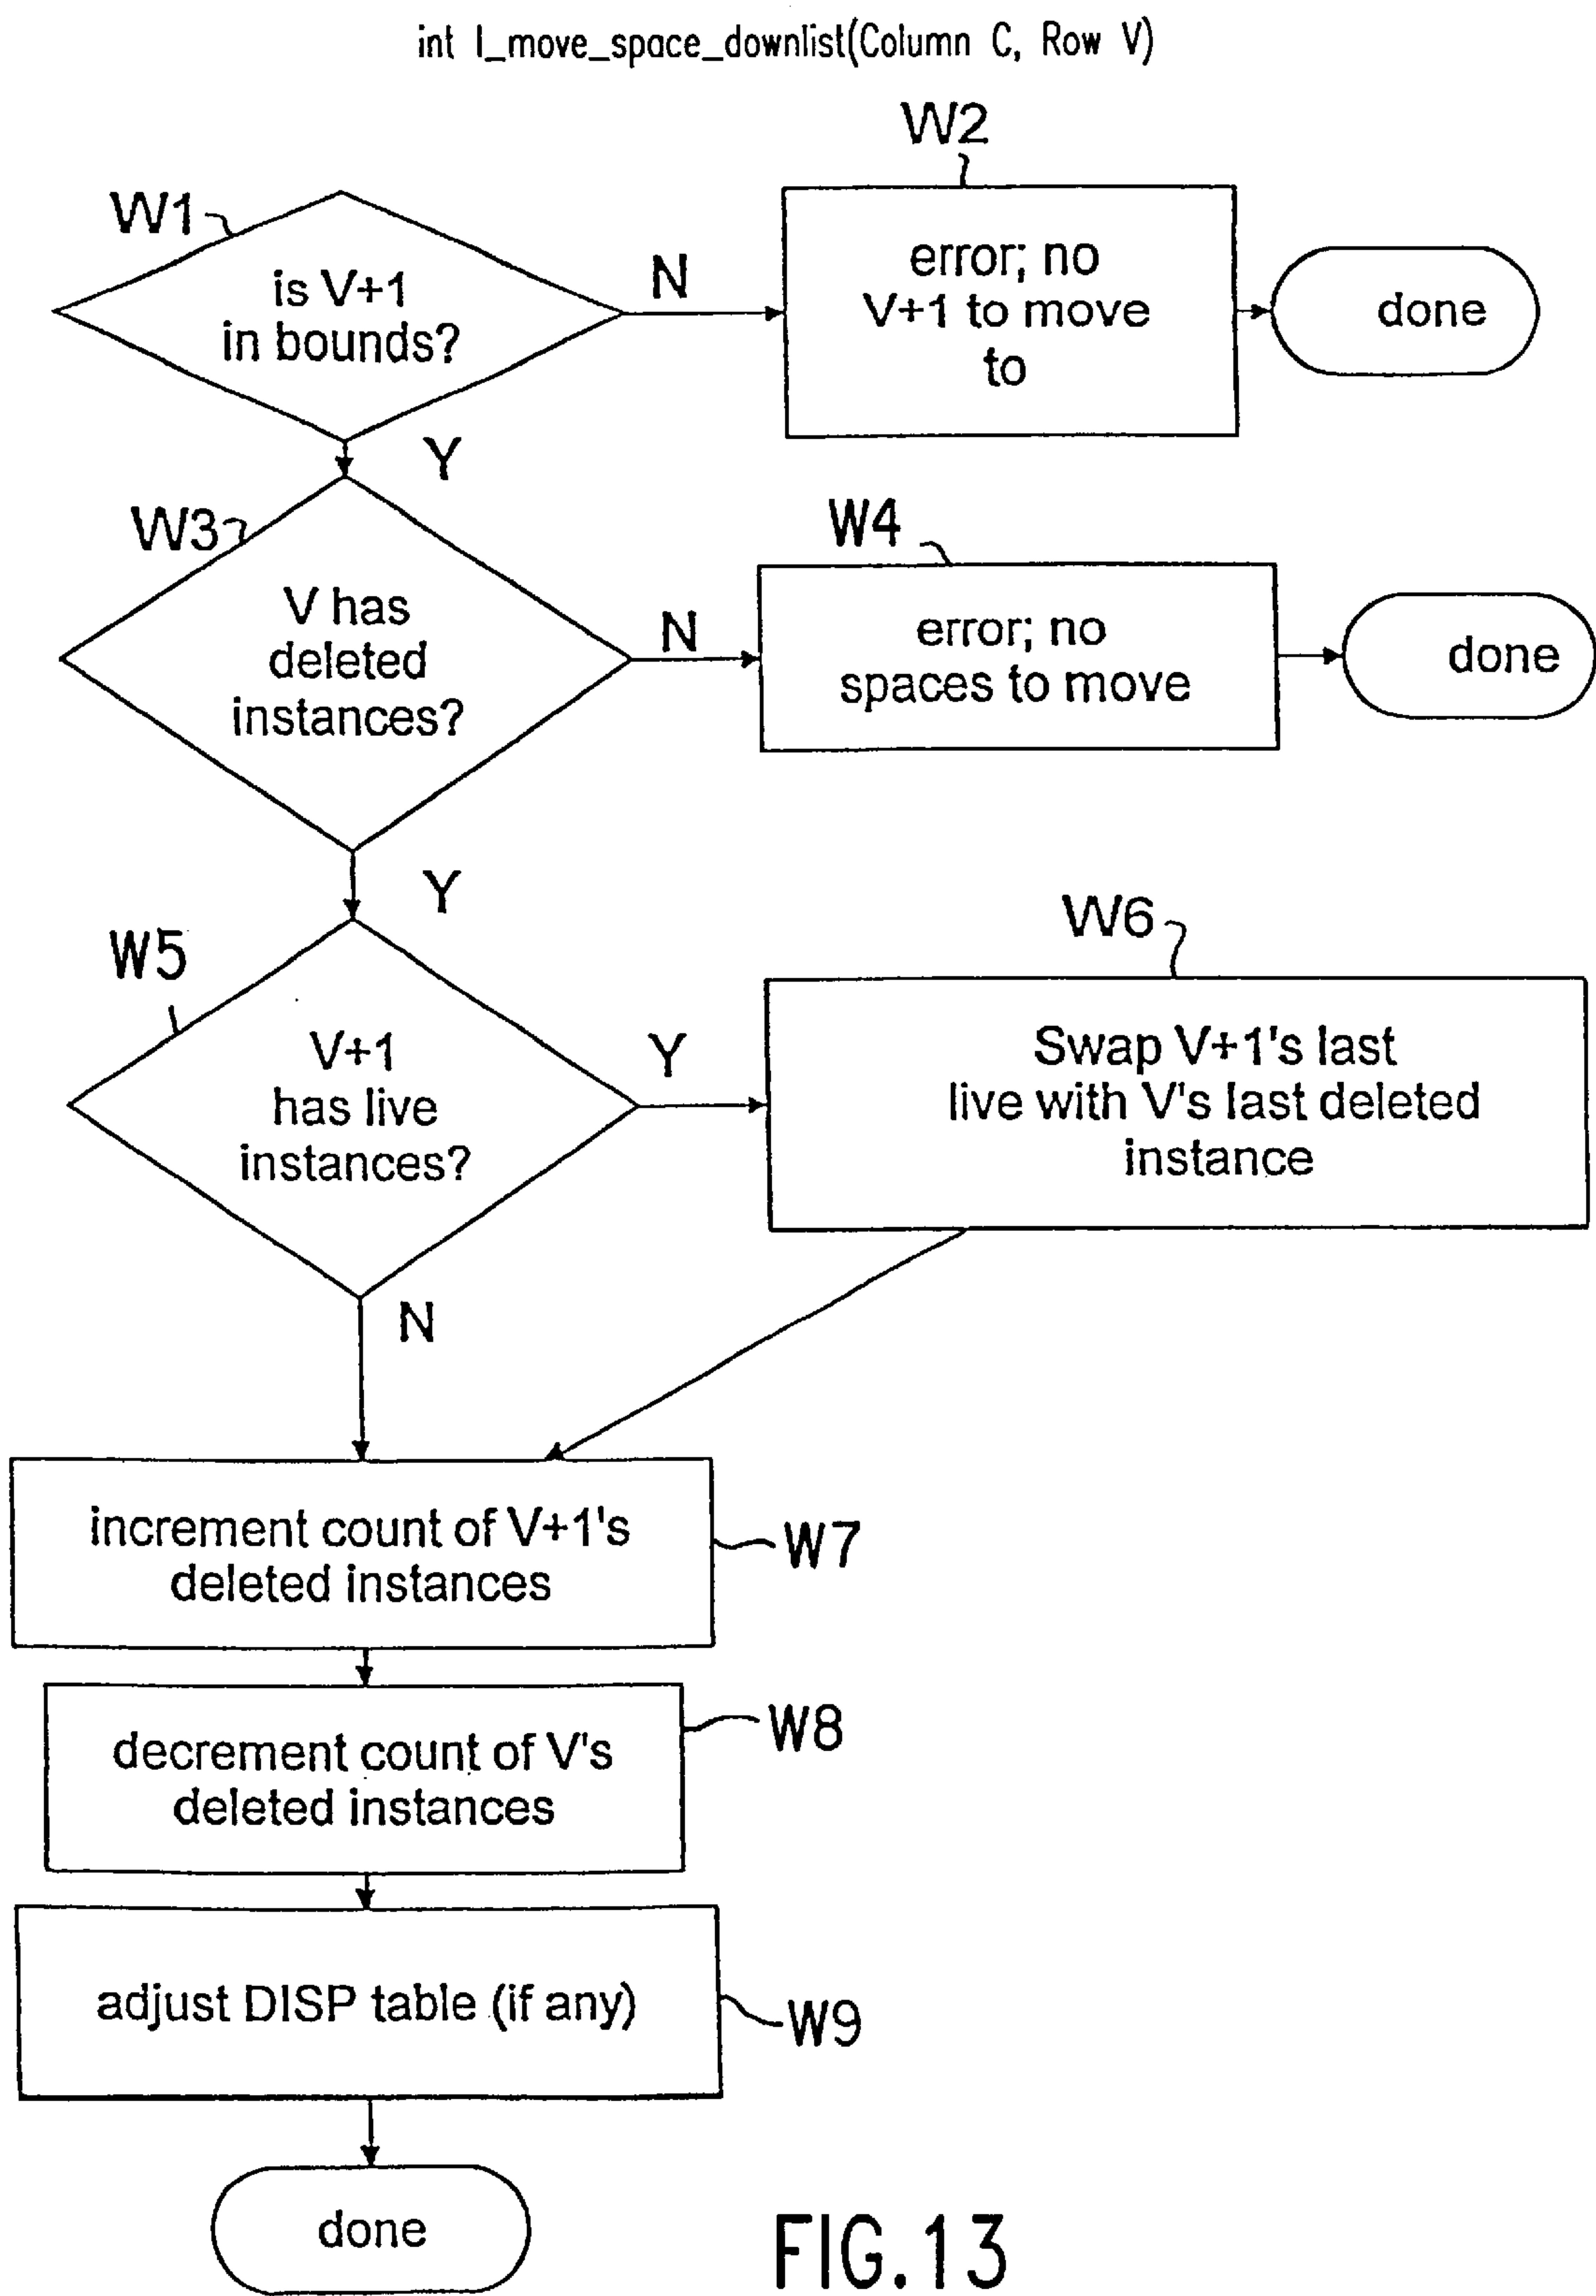 int I_move_space_downlist(Column C, Row V)
W1
is V+1
in bounds?
N
W2
error; no
V+1 to move
to
done
Y
W3
V has
deleted
instances?
N
W4
error; no
spaces to move
done
Y
W5
V+1
has live
instances?
Y
W6
Swap V+1's last
live with V's last deleted
instance
N
increment count of V+1's
deleted instances
W7
decrement count of V's
deleted instances
W8
adjust DISP table (if any)
W9
done
FIG.13